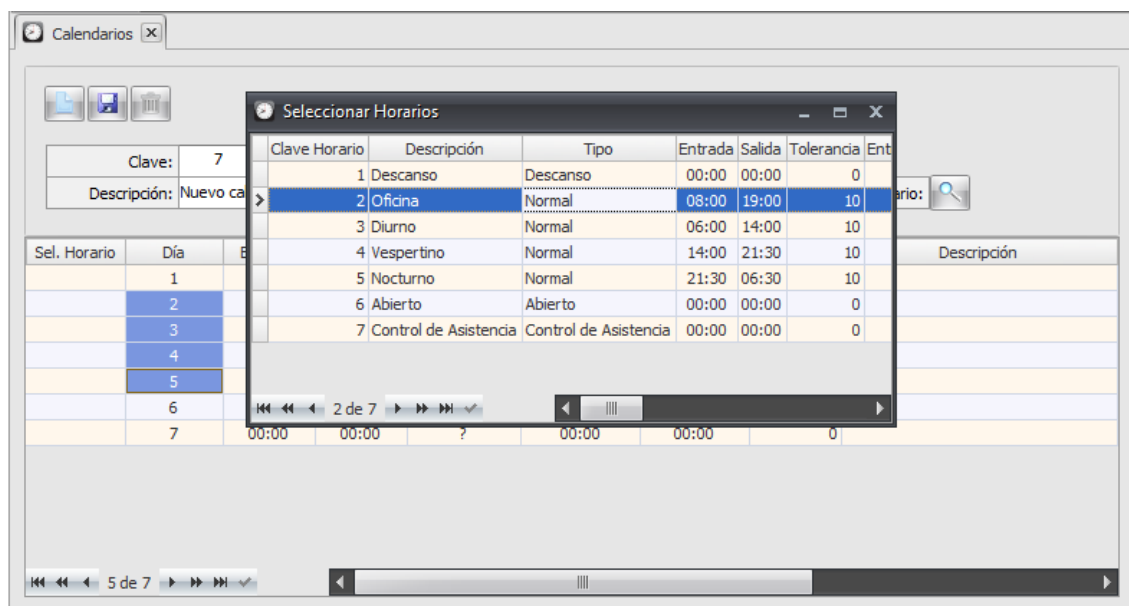 Calendarios
Seleccionar Horarios
Clave Horario Descripción Tipo Entrada Salida Tolerancia Ent
1 Descanso Descanso 00:00 00:00 0
2 Oficina Normal 08:00 19:00 10
3 Diurno Normal 06:00 14:00 10
4 Vespertino Normal 14:00 21:30 10
5 Nocturno Normal 21:30 06:30 10
6 Abierto Abierto 00:00 00:00 0
7 Control de Asistencia Control de Asistencia 00:00 00:00 0
2 de 7
Clave: 7
Descripción: Nuevo ca
ario:
Sel. Horario Día E Descripción
1
2
3
4
5
6
7 00:00 00:00 ? 00:00 00:00 0
5 de 7